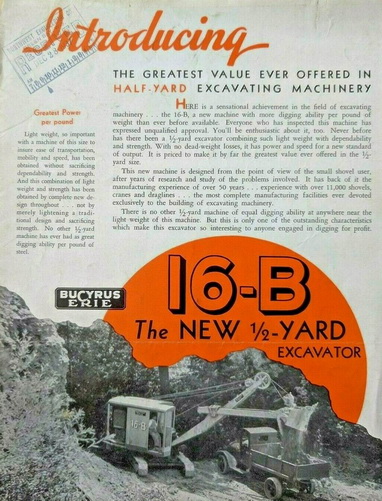 Introducing
THE GREATEST VALUE EVER OFFERED IN
HALF-YARD EXCAVATING MACHINERY
Greatest Power
per pound
Light weight, so important
with a machine of this size to
insure ease of transportation,
mobility and speed, has been
obtained without sacrificing
dependability and strength.
And this combination of light
weight and strength has been
obtained by complete new de-
sign throughout . . . not by
merely lightening a tradi-
tional design and sacrificing
strength. No other ½-yard
machine has ever had as great
digging ability per pound of
steel.
HERE is a sensational achievement in the field of excavating
machinery . . . the 16-B, a new machine with more digging ability per pound of
weight than ever before available. Everyone who has inspected this machine has
expressed unqualified approval. You'll be enthusiastic about it, too. Never before
has there been a ½-yard excavator combining such light weight with dependability
and strength. With no dead-weight losses, it has power and speed for a new standard
of output. It is priced to make it by far the greatest value ever offered in the ½-
yard size.
This new machine is designed from the point of view of the small shovel user,
after years of research and study of the problems involved. It has back of it the
manufacturing experience of over 50 years . . . experience with over 11,000 shovels,
cranes and draglines . . . the most complete manufacturing facilities ever devoted
exclusively to the building of excavating machinery.
There is no other ½-yard machine of equal digging ability at anywhere near the
light weight of this machine. But this is only one of the outstanding characteristics
which make this excavator so interesting to anyone engaged in digging for profit.
BUCYRUS
ERIE
16-B
The NEW ½-YARD
EXCAVATOR
16-B